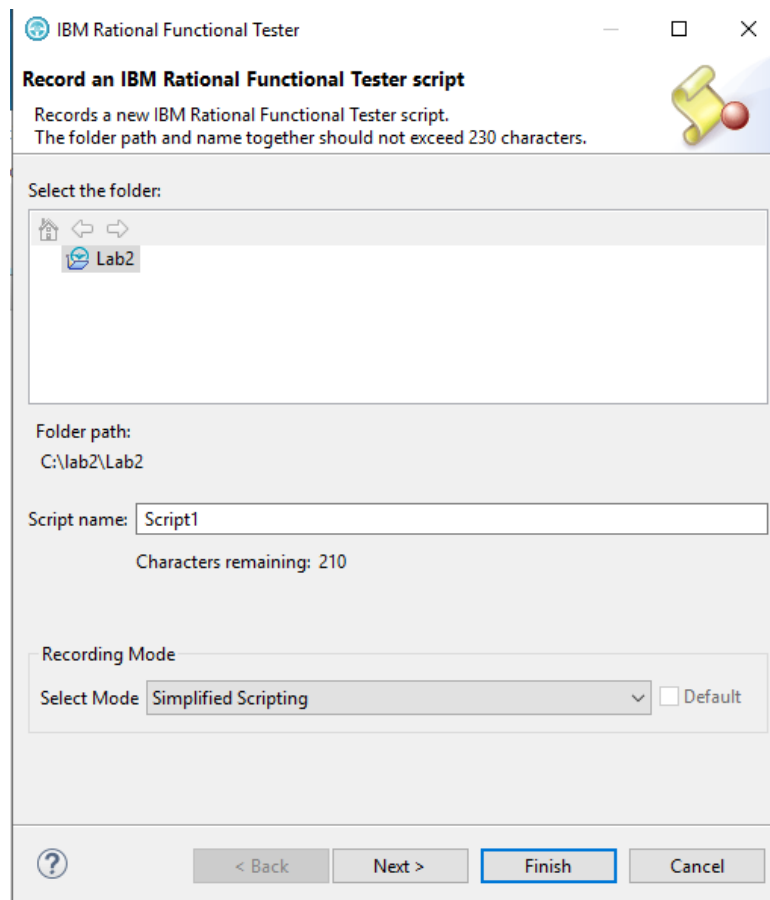 IBM Rational Functional Tester
Record an IBM Rational Functional Tester script
Records a new IBM Rational Functional Tester script.
The folder path and name together should not exceed 230 characters.
Select the folder:
Lab2
Folder path:
C:\lab2\Lab2
Script name: Script1
Characters remaining: 210
Recording Mode
Select Mode Simplified Scripting Default
? < Back Next > Finish Cancel